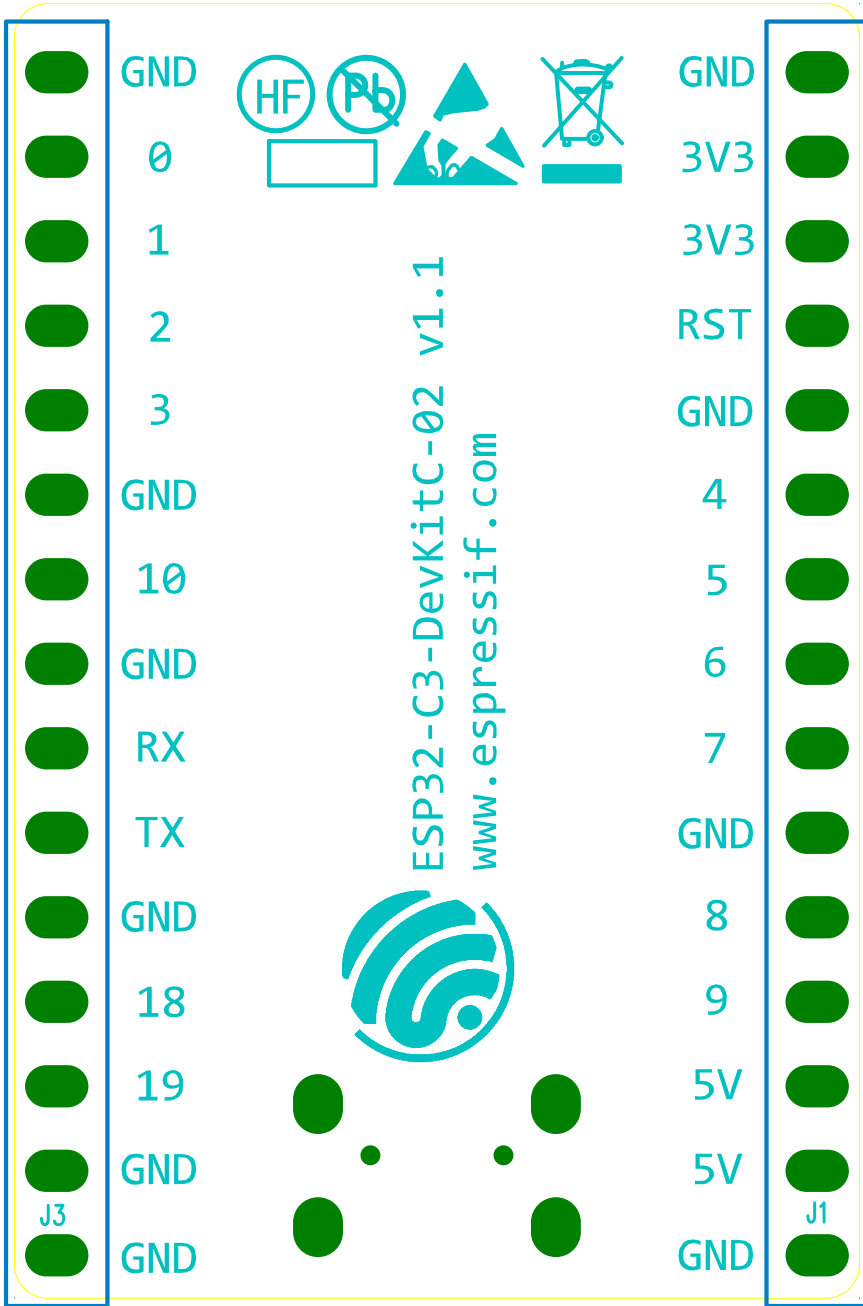 GND
0
1
2
3
GND
10
GND
RX
TX
GND
18
19
GND
J3
GND
HF
Pb
ESP32-C3-DevKitC-02 v1.1
www.espressif.com
GND
3V3
3V3
RST
GND
4
5
6
7
GND
8
9
5V
5V
J1
GND